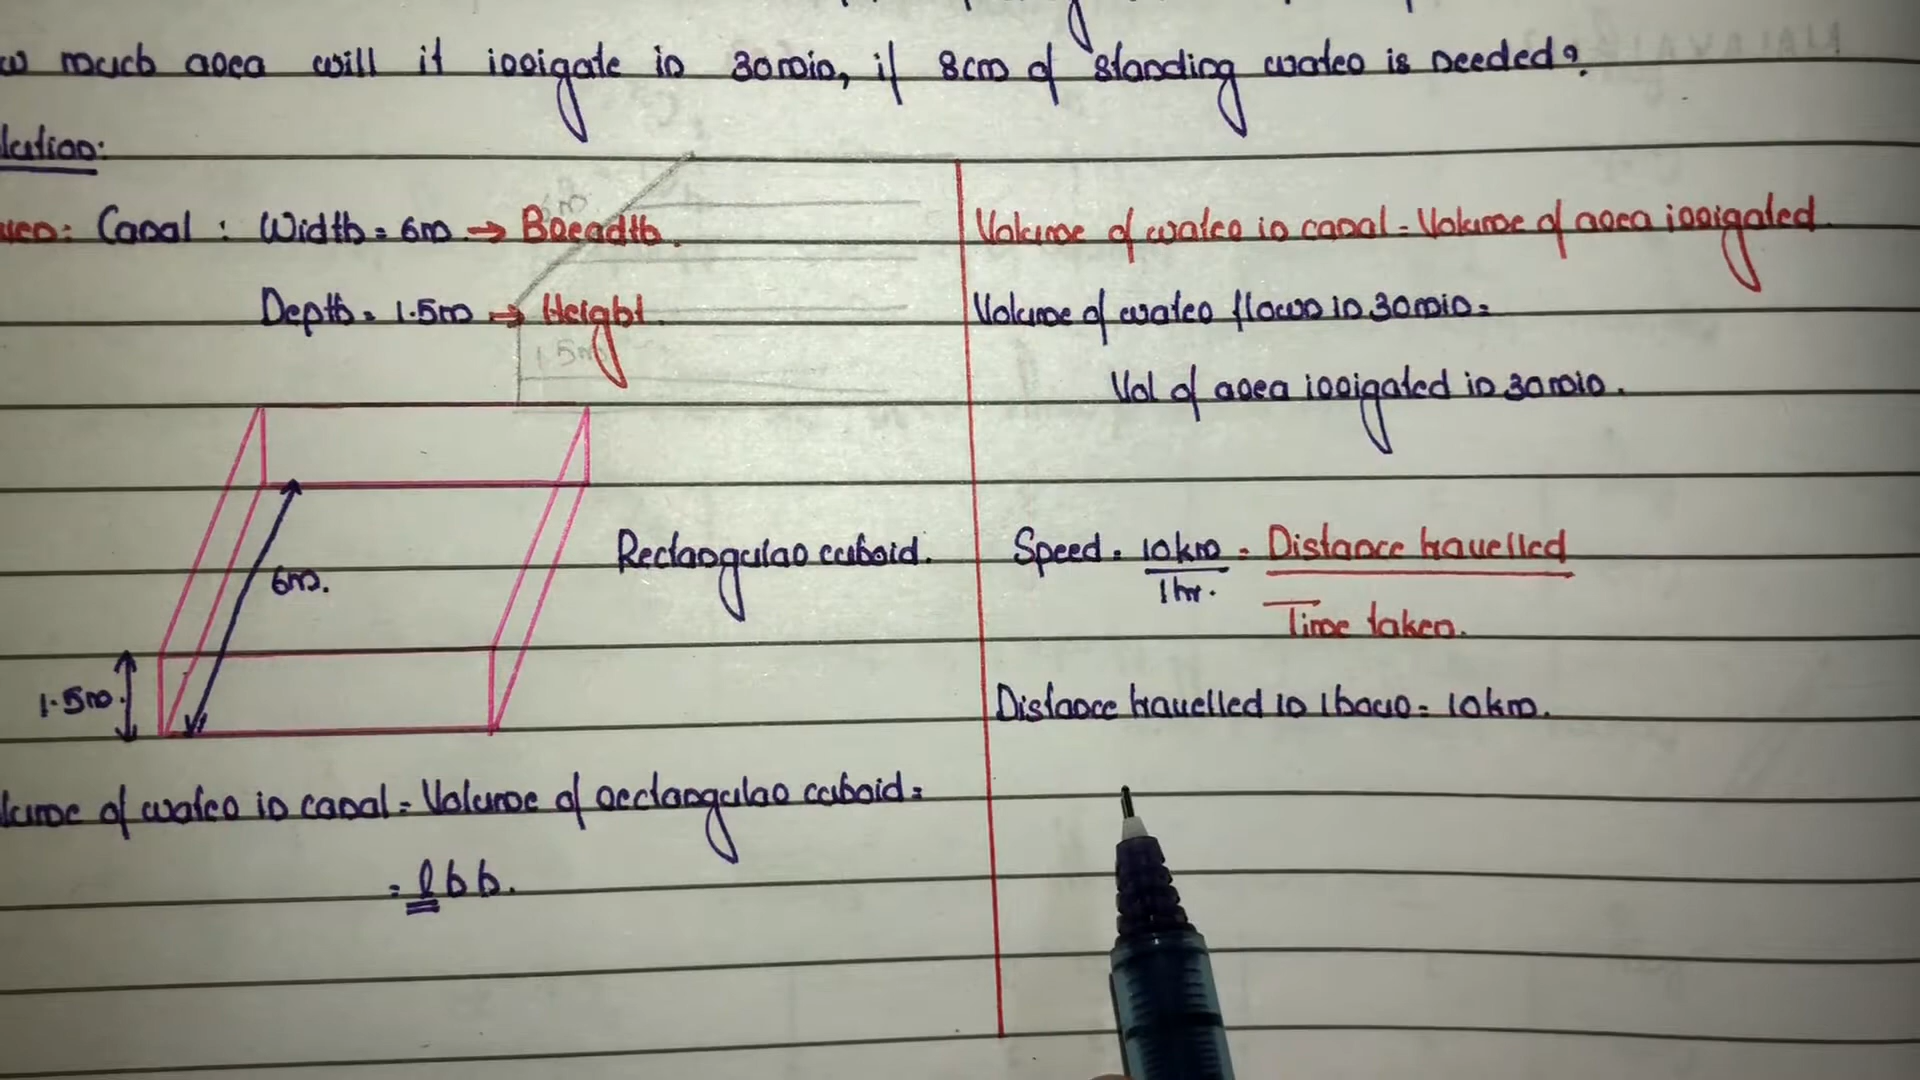 much area will it irrigate in 30min, if 8cm of standing water is needed?
lution:
ven: Canal : Width = 6m → Breadth.
Depth = 1.5m → Height.
1.5m
6m.
1.5m
Rectangular cuboid.
lume of water in canal = Volume of rectangular cuboid =
= lbh.
Volume of water in canal = Volume of area irrigated.
Volume of water flown in 30min =
Vol of area irrigated in 30min.
Speed = 10km/1hr. = Distance travelled/Time taken.
Distance travelled in 1hour = 10km.